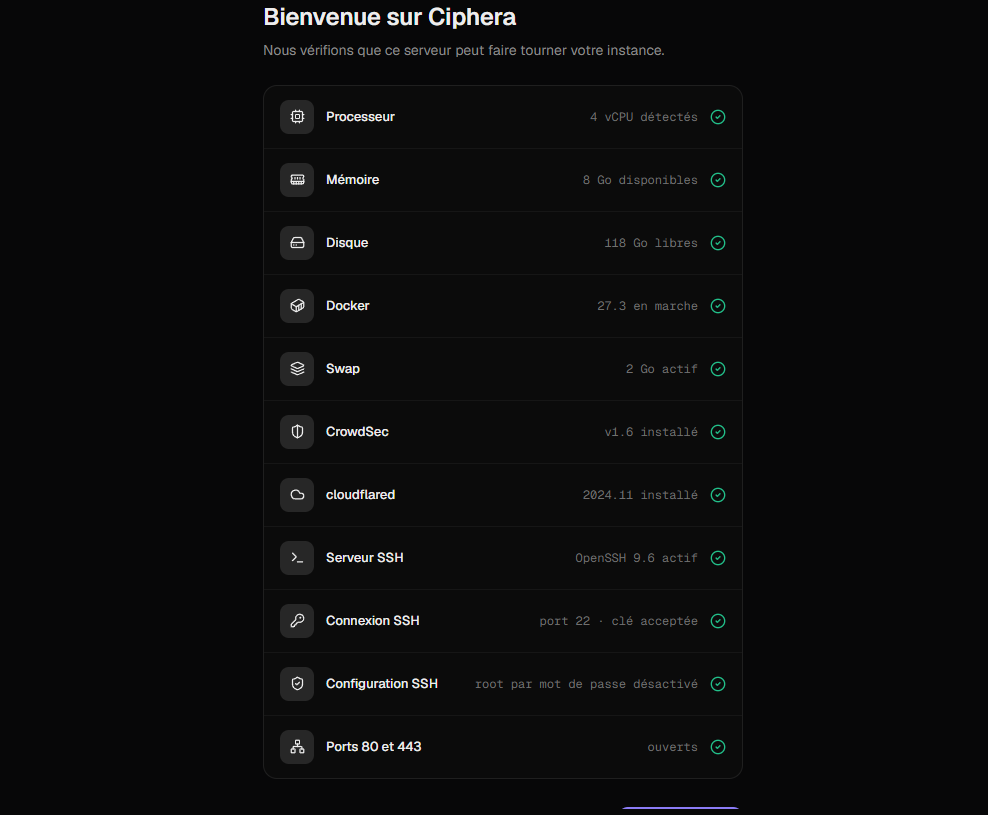 Bienvenue sur Ciphera
Nous vérifions que ce serveur peut faire tourner votre instance.
Processeur 4 vCPU détectés
Mémoire 8 Go disponibles
Disque 118 Go libres
Docker 27.3 en marche
Swap 2 Go actif
CrowdSec v1.6 installé
cloudflared 2024.11 installé
Serveur SSH OpenSSH 9.6 actif
Connexion SSH port 22 · clé acceptée
Configuration SSH root par mot de passe désactivé
Ports 80 et 443 ouverts